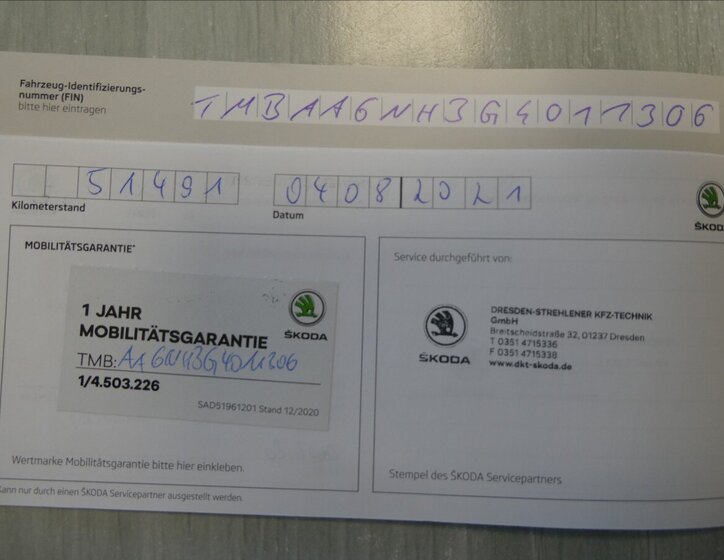 Fahrzeug-Identifizierungs-
nummer (FIN)
bitte hier eintragen
TMBAA6NH3G4011306
51491
Kilometerstand
04082021
Datum
ŠKODA
MOBILITÄTSGARANTIE*
1 JAHR
MOBILITÄTSGARANTIE
ŠKODA
TMB: AA6NH3G4011306
1/4.503.226
SAD51961201 Stand 12/2020
Wertmarke Mobilitätsgarantie bitte hier einkleben.
Kann nur durch einen ŠKODA Servicepartner ausgestellt werden.
Service durchgeführt von:
ŠKODA
DRESDEN-STREHLENER KFZ-TECHNIK
GmbH
Breitscheidstraße 32, 01237 Dresden
T 0351 4715336
F 0351 4715338
www.dkt-skoda.de
Stempel des ŠKODA Servicepartners